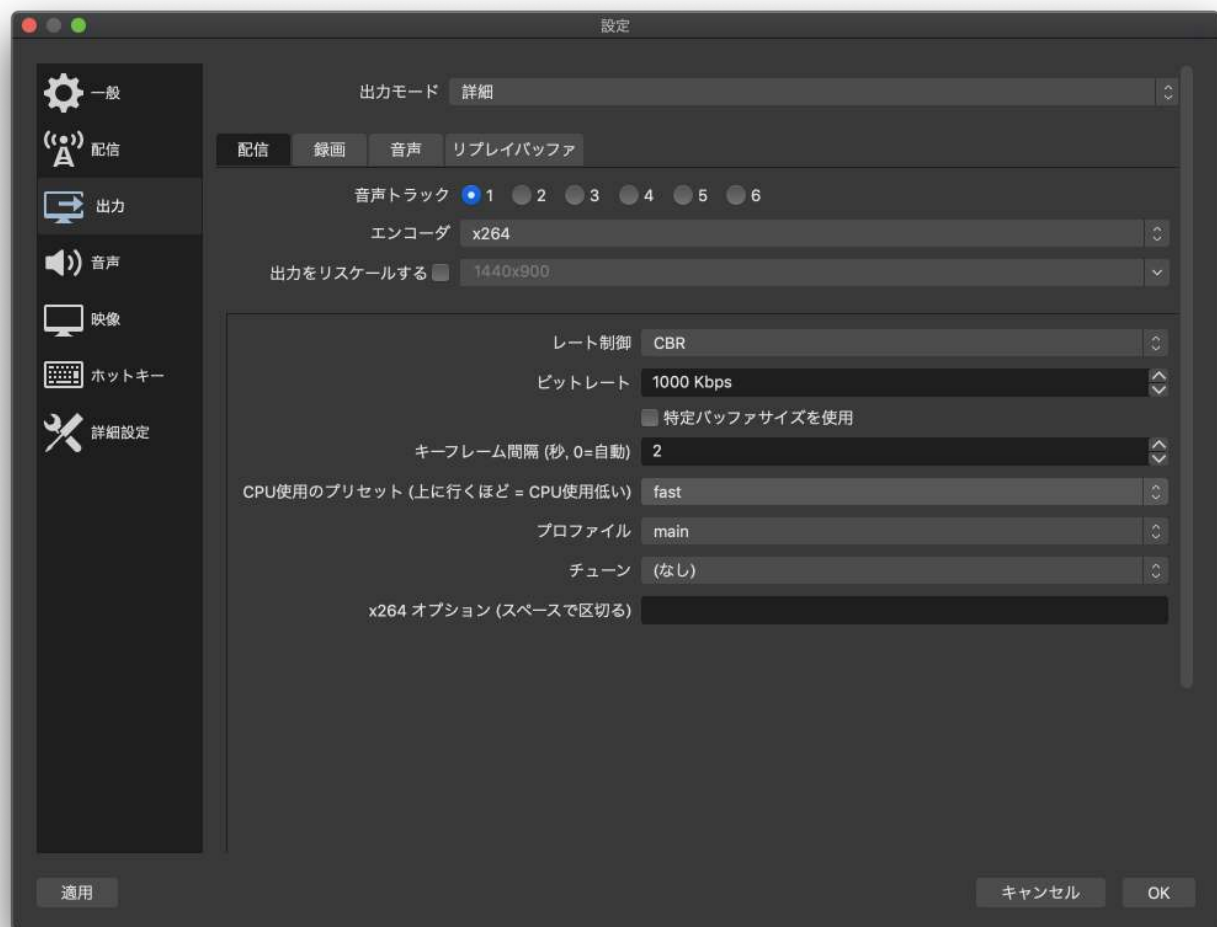 設定
一般
配信
出力
音声
映像
ホットキー
詳細設定
出力モード 詳細
配信 録画 音声 リプレイバッファ
音声トラック 1 2 3 4 5 6
エンコーダ x264
出力をリスケールする 1440x900
レート制御 CBR
ビットレート 1000 Kbps
特定バッファサイズを使用
キーフレーム間隔 (秒, 0=自動) 2
CPU使用のプリセット (上に行くほど = CPU使用低い) fast
プロファイル main
チューン (なし)
x264 オプション (スペースで区切る)
適用 キャンセル OK